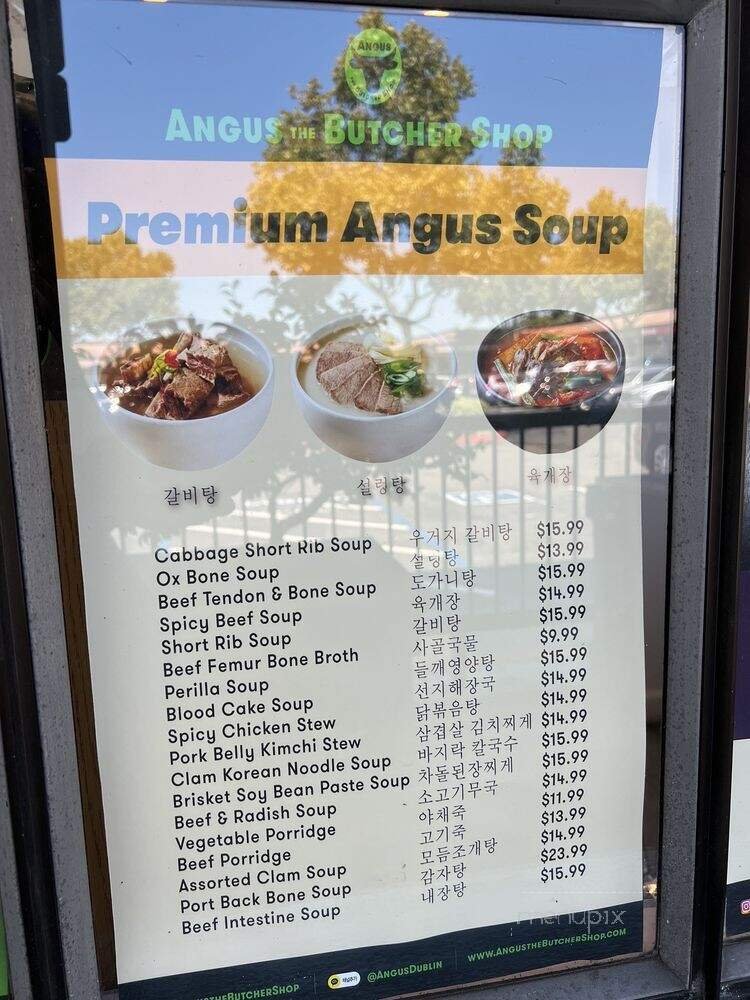 ANGUS
ANGUS THE BUTCHER SHOP
Premium Angus Soup
갈비탕 설렁탕 육개장
Cabbage Short Rib Soup 우거지 갈비탕 $15.99
Ox Bone Soup 설렁탕 $13.99
Beef Tendon & Bone Soup 도가니탕 $15.99
Spicy Beef Soup 육개장 $14.99
Short Rib Soup 갈비탕 $15.99
Beef Femur Bone Broth 사골국물 $9.99
Perilla Soup 들깨영양탕 $15.99
Blood Cake Soup 선지해장국 $14.99
Spicy Chicken Stew 닭볶음탕 $14.99
Pork Belly Kimchi Stew 삼겹살 김치찌게 $14.99
Clam Korean Noodle Soup 바지락 칼국수 $15.99
Brisket Soy Bean Paste Soup 차돌된장찌게 $15.99
Beef & Radish Soup 소고기무국 $14.99
Vegetable Porridge 야채죽 $11.99
Beef Porridge 고기죽 $13.99
Assorted Clam Soup 모듬조개탕 $14.99
Port Back Bone Soup 감자탕 $23.99
Beef Intestine Soup 내장탕 $15.99
menupix
@ANGUSDUBLIN WWW.ANGUSTHEBUTCHERSHOP.COM